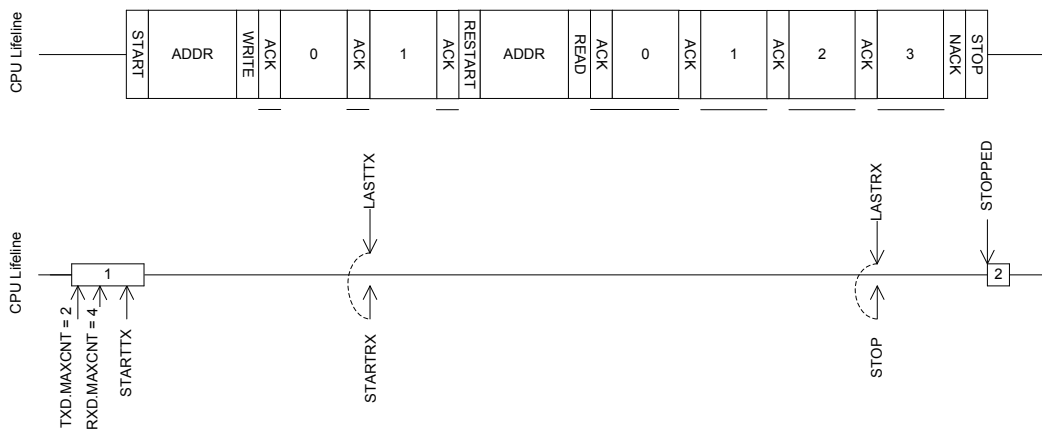 CPU Lifeline
START
ADDR
WRITE
ACK
0
ACK
1
ACK
RESTART
ADDR
READ
ACK
0
ACK
1
ACK
2
ACK
3
NACK
STOP
LASTTX
LASTRX
STOPPED
CPU Lifeline
1
2
TXD.MAXCNT = 2
RXD.MAXCNT = 4
STARTTX
STARTRX
STOP